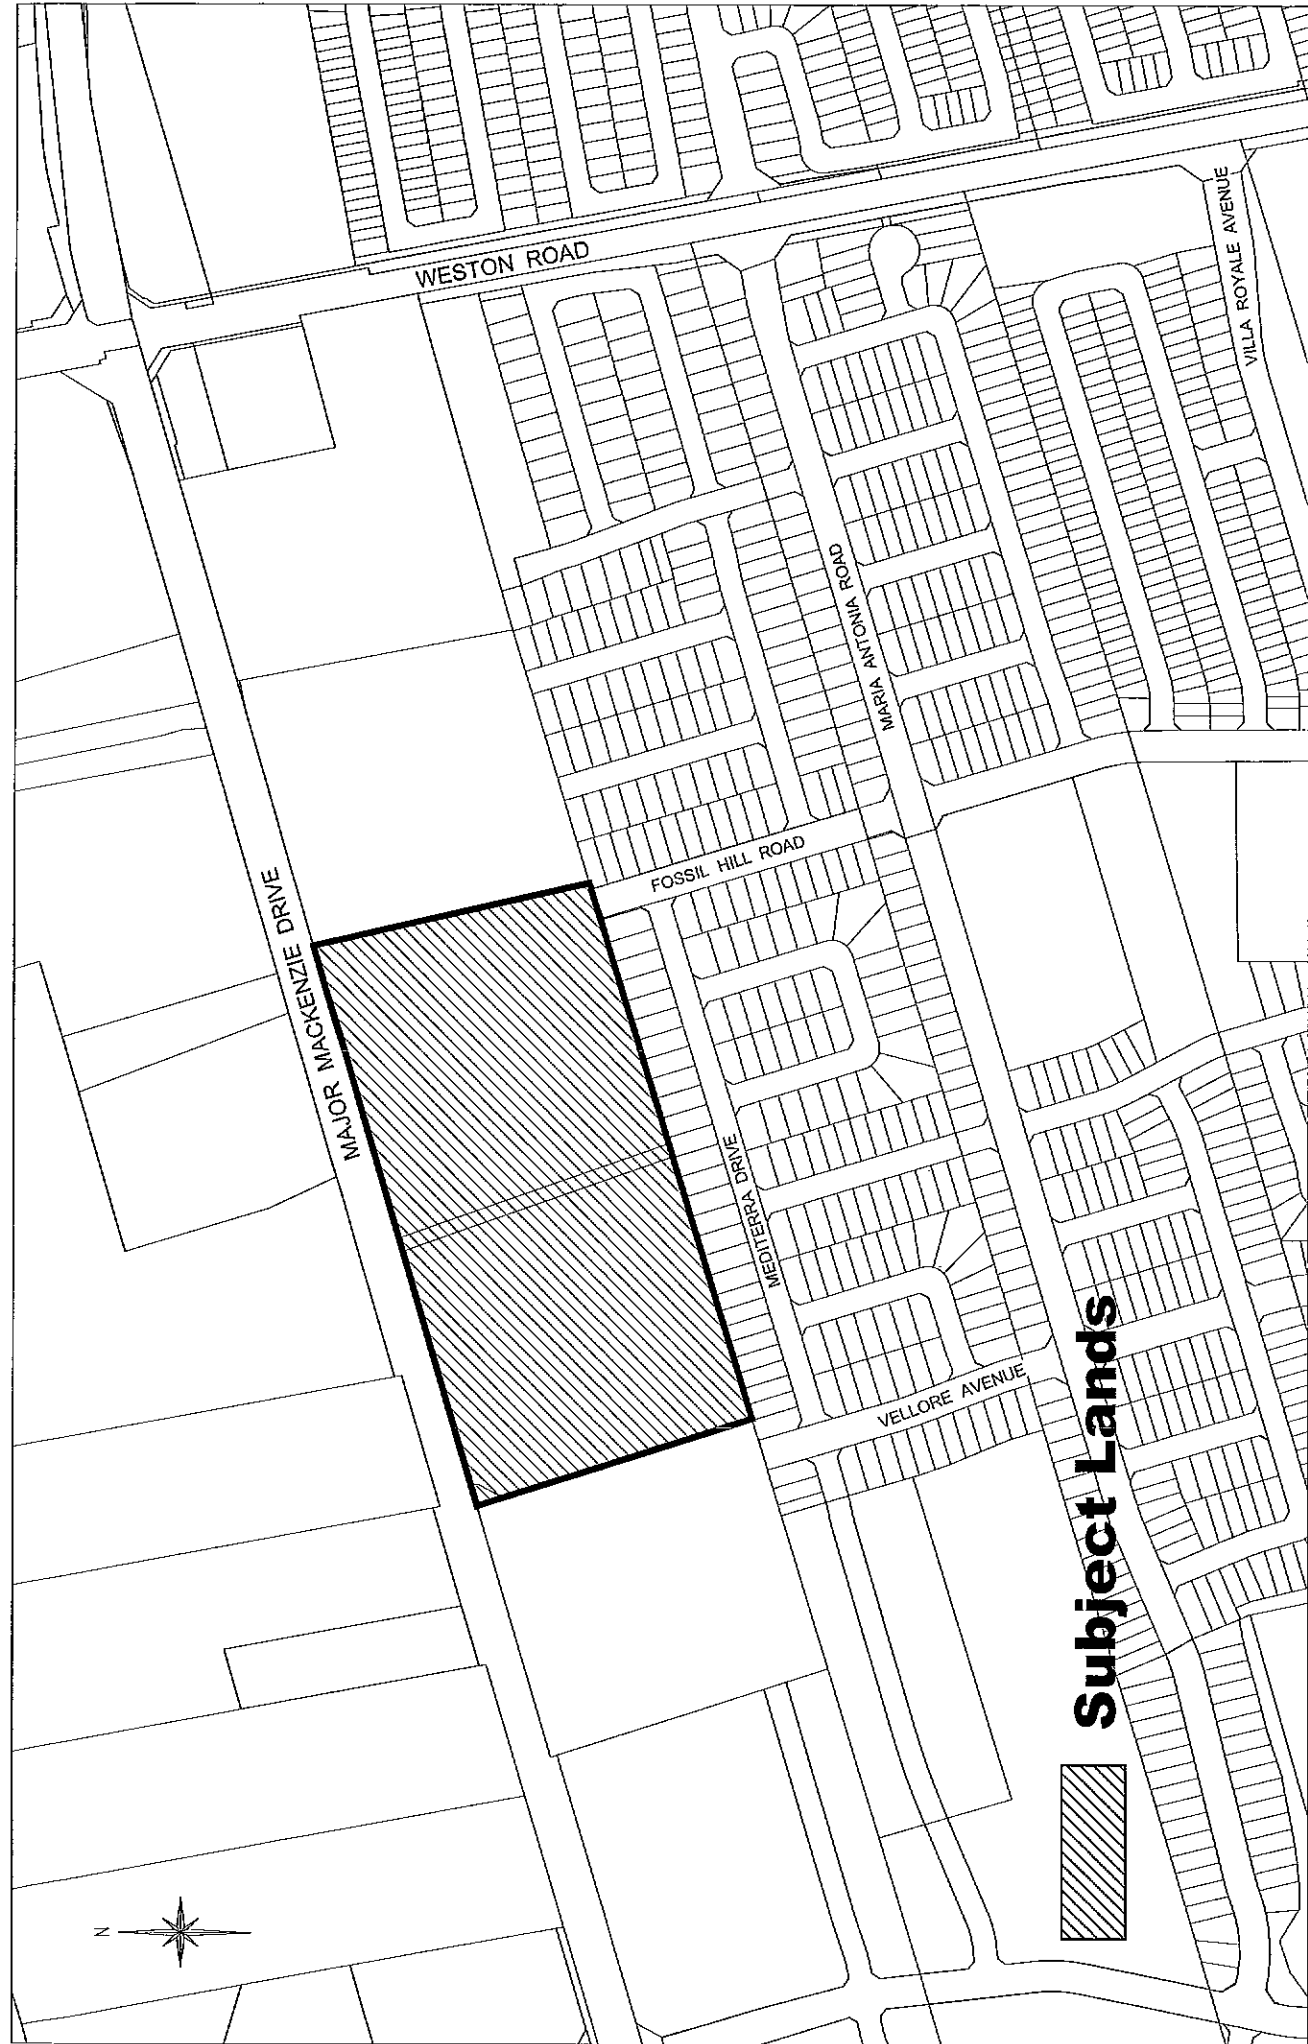 WESTON ROAD
VILLA ROYALE AVENUE
MARIA ANTONIA ROAD
FOSSIL HILL ROAD
MAJOR MACKENZIE DRIVE
MEDITERRA DRIVE
VELLORE AVENUE
N
Subject Lands